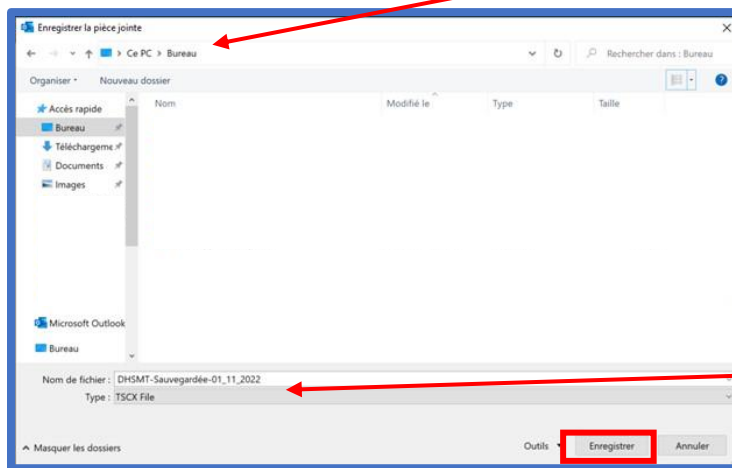 Enregistrer la pièce jointe
Ce PC > Bureau
Rechercher dans : Bureau
Organiser
Nouveau dossier
Nom
Modifié le
Type
Taille
Accès rapide
Bureau
Téléchargeme
Documents
Images
Microsoft Outlook
Bureau
Nom de fichier : DHSMT-Sauvegardée-01_11_2022
Type : TSCX File
Masquer les dossiers
Outils
Enregistrer
Annuler